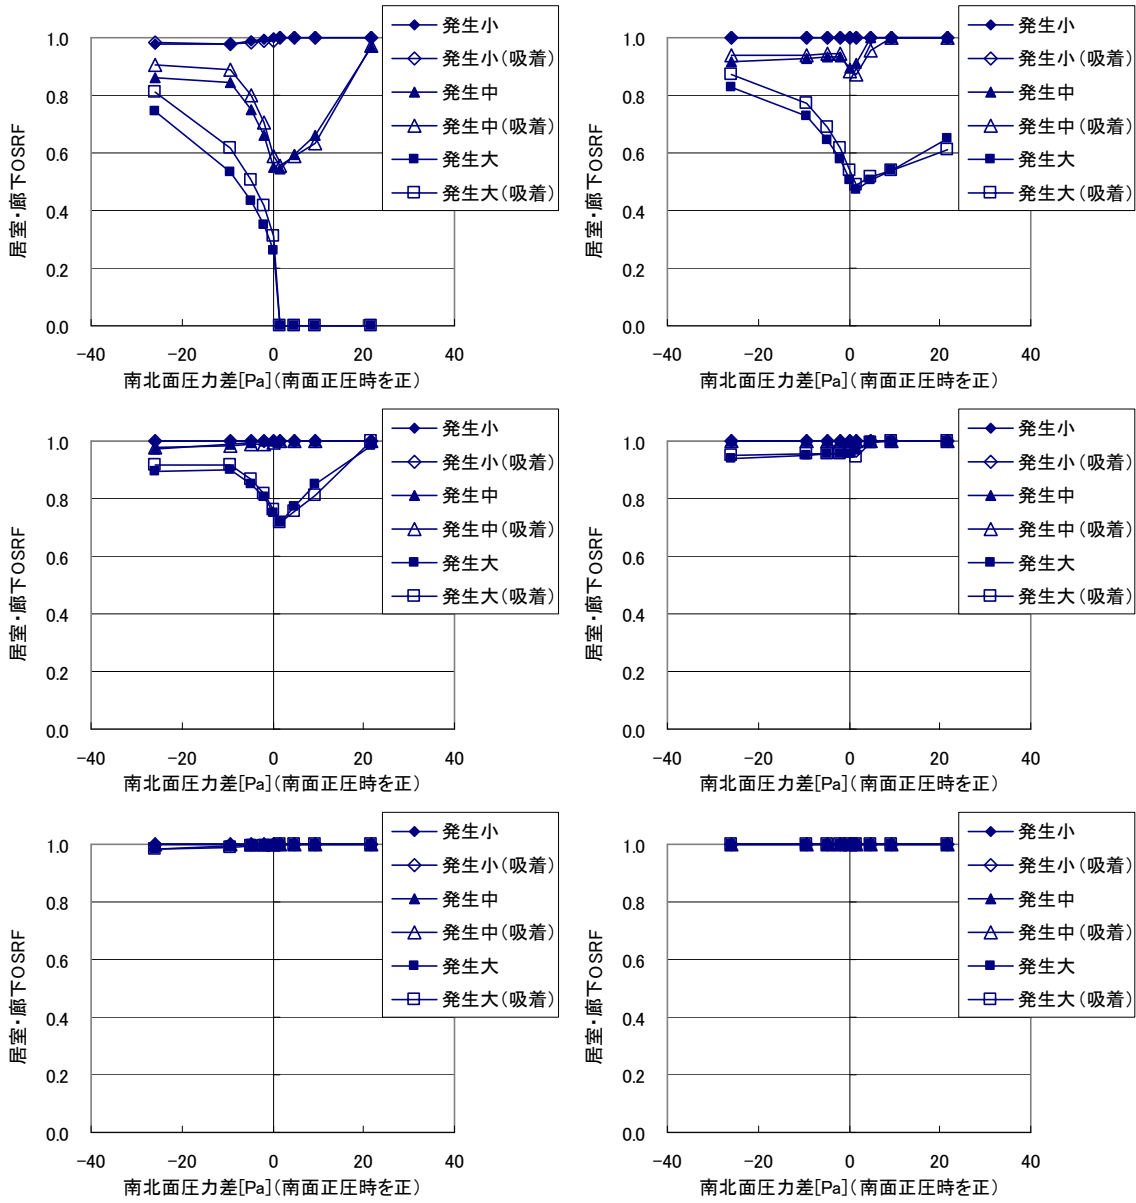 1.0
0.8
0.6
0.4
0.2
0.0
−40
−20
0
20
40
居室・廊下OSRF
南北面圧力差[Pa](南面正圧時を正)
発生小
発生小(吸着)
発生中
発生中(吸着)
発生大
発生大(吸着)
1.0
0.8
0.6
0.4
0.2
0.0
−40
−20
0
20
40
居室・廊下OSRF
南北面圧力差[Pa](南面正圧時を正)
発生小
発生小(吸着)
発生中
発生中(吸着)
発生大
発生大(吸着)
1.0
0.8
0.6
0.4
0.2
0.0
−40
−20
0
20
40
居室・廊下OSRF
南北面圧力差[Pa](南面正圧時を正)
発生小
発生小(吸着)
発生中
発生中(吸着)
発生大
発生大(吸着)
1.0
0.8
0.6
0.4
0.2
0.0
−40
−20
0
20
40
居室・廊下OSRF
南北面圧力差[Pa](南面正圧時を正)
発生小
発生小(吸着)
発生中
発生中(吸着)
発生大
発生大(吸着)
1.0
0.8
0.6
0.4
0.2
0.0
−40
−20
0
20
40
居室・廊下OSRF
南北面圧力差[Pa](南面正圧時を正)
発生小
発生小(吸着)
発生中
発生中(吸着)
発生大
発生大(吸着)
1.0
0.8
0.6
0.4
0.2
0.0
−40
−20
0
20
40
居室・廊下OSRF
南北面圧力差[Pa](南面正圧時を正)
発生小
発生小(吸着)
発生中
発生中(吸着)
発生大
発生大(吸着)